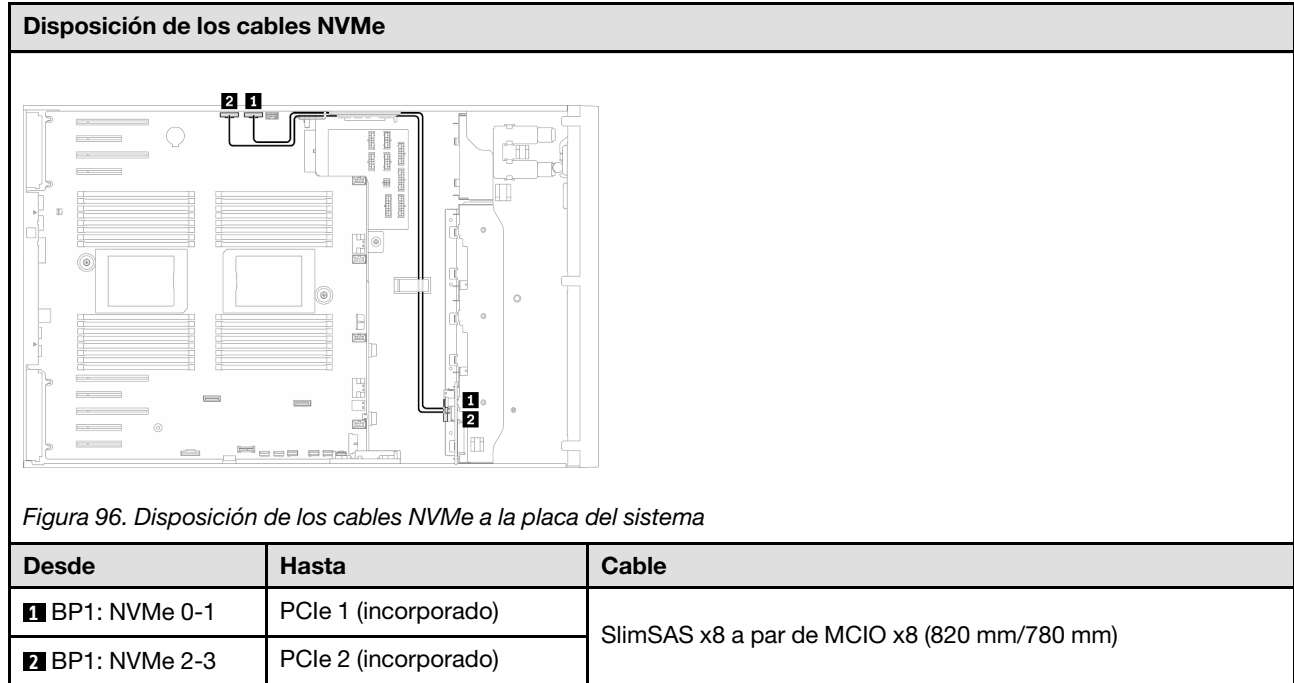 Disposición de los cables NVMe
2 1
1
2
Figura 96. Disposición de los cables NVMe a la placa del sistema
Desde Hasta Cable
1 BP1: NVMe 0-1 PCIe 1 (incorporado)
SlimSAS x8 a par de MCIO x8 (820 mm/780 mm)
2 BP1: NVMe 2-3 PCIe 2 (incorporado)